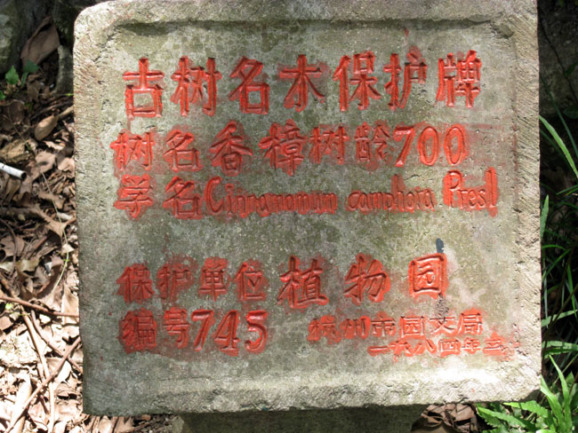 古树名木保护牌
树名香樟树龄700
学名Cinnamomum camphora Presl
保护单位植物园
编号745 杭州市园文局
一九八四年立